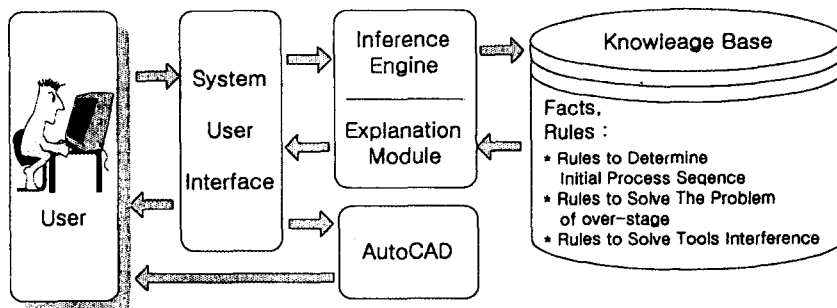 User
System
User
Interface
Inference
Engine
Explanation
Module
AutoCAD
Knowleage Base
Facts,
Rules :
* Rules to Determine
Initial Process Seqence
* Rules to Solve The Problem
of over-stage
* Rules to Solve Tools Interference